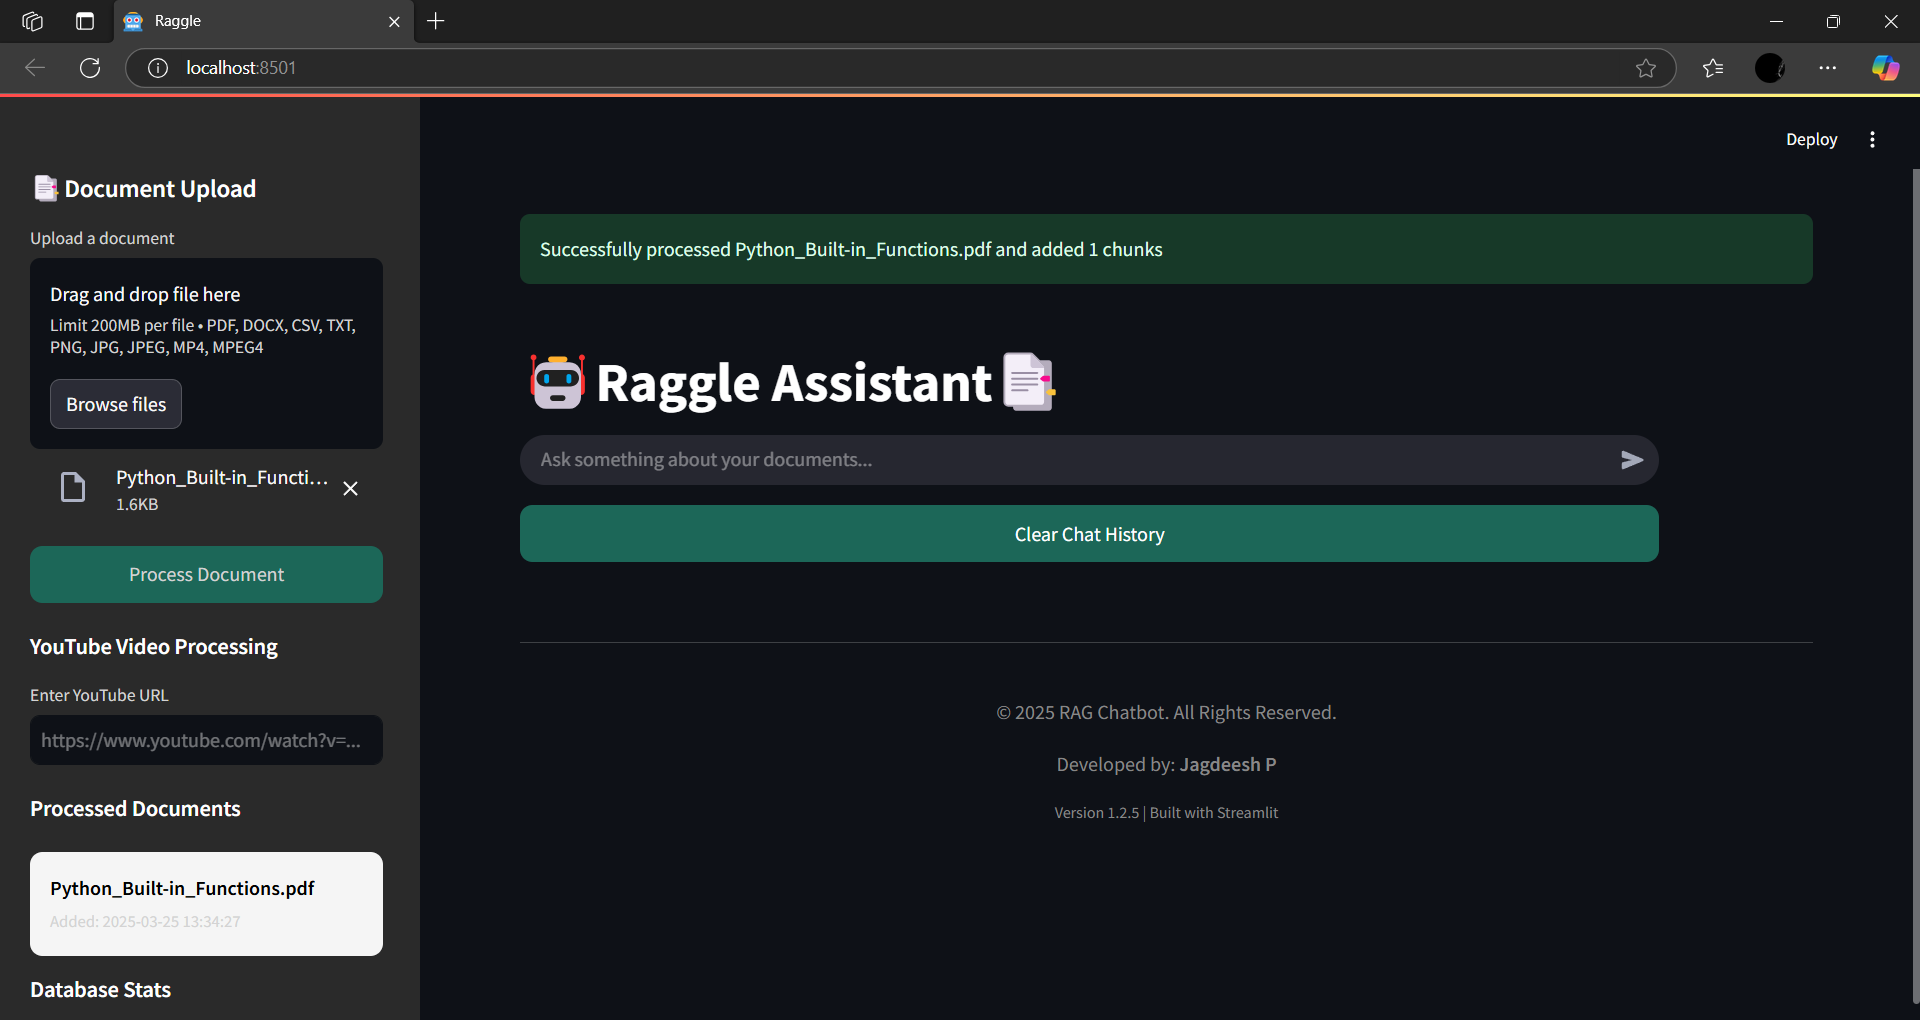 Raggle
localhost:8501
Deploy
Document Upload
Upload a document
Drag and drop file here
Limit 200MB per file • PDF, DOCX, CSV, TXT,
PNG, JPG, JPEG, MP4, MPEG4
Browse files
Python_Built-in_Functi...
1.6KB
Process Document
YouTube Video Processing
Enter YouTube URL
https://www.youtube.com/watch?v=...
Processed Documents
Python_Built-in_Functions.pdf
Added: 2025-03-25 13:34:27
Database Stats
Successfully processed Python_Built-in_Functions.pdf and added 1 chunks
Raggle Assistant
Ask something about your documents...
Clear Chat History
© 2025 RAG Chatbot. All Rights Reserved.
Developed by: Jagdeesh P
Version 1.2.5 | Built with Streamlit